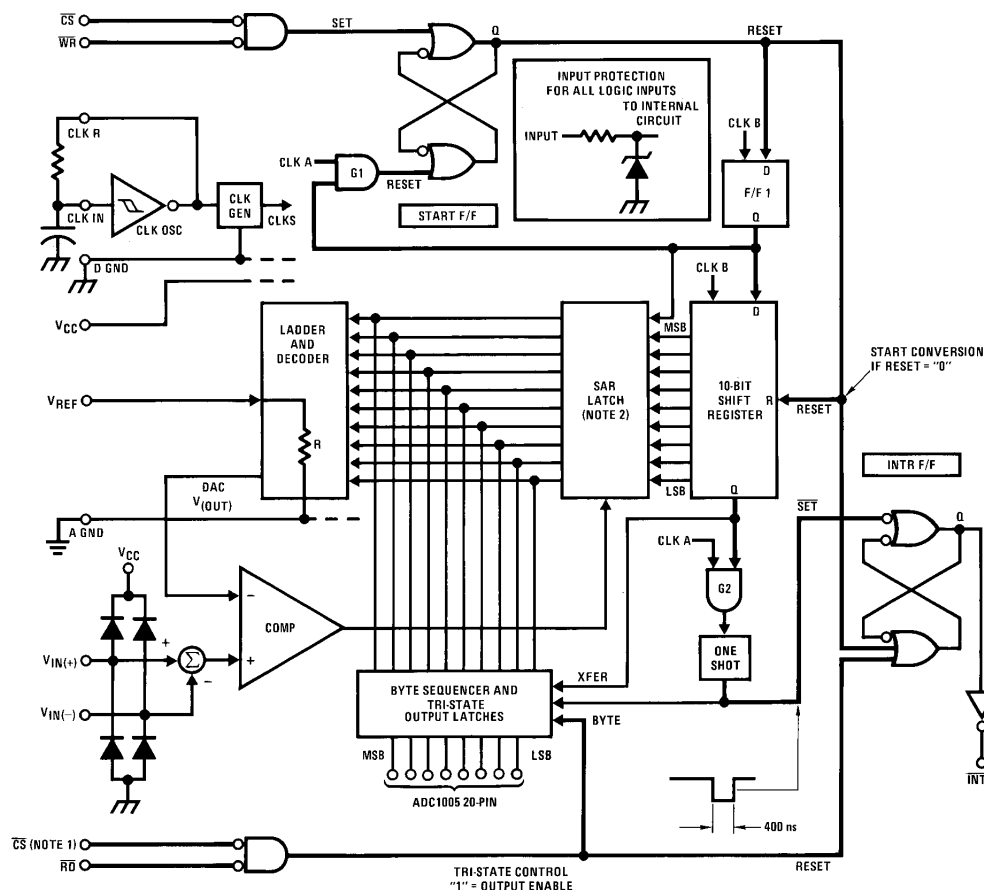 CS
WR
SET
Q
RESET
INPUT PROTECTION
FOR ALL LOGIC INPUTS
TO INTERNAL
CIRCUIT
INPUT
CLK R
CLK IN
CLK OSC
CLK
GEN
CLKS
CLK A
G1
RESET
START F/F
CLK B
D
F/F 1
Q
D GND
VCC
LADDER
AND
DECODER
CLK B
D
MSB
SAR
LATCH
(NOTE 2)
10-BIT
SHIFT
REGISTER
R
RESET
START CONVERSION
IF RESET = "0"
VREF
R
DAC
V(OUT)
LSB
Q
INTR F/F
SET
Q
A GND
VCC
CLK A
G2
−
COMP
+
ONE
SHOT
VIN(+)
+
Σ
−
VIN(−)
XFER
BYTE SEQUENCER AND
TRI-STATE
OUTPUT LATCHES
BYTE
MSB
LSB
INT
ADC1005 20-PIN
400 ns
CS (NOTE 1)
RD
TRI-STATE CONTROL
"1" = OUTPUT ENABLE
RESET